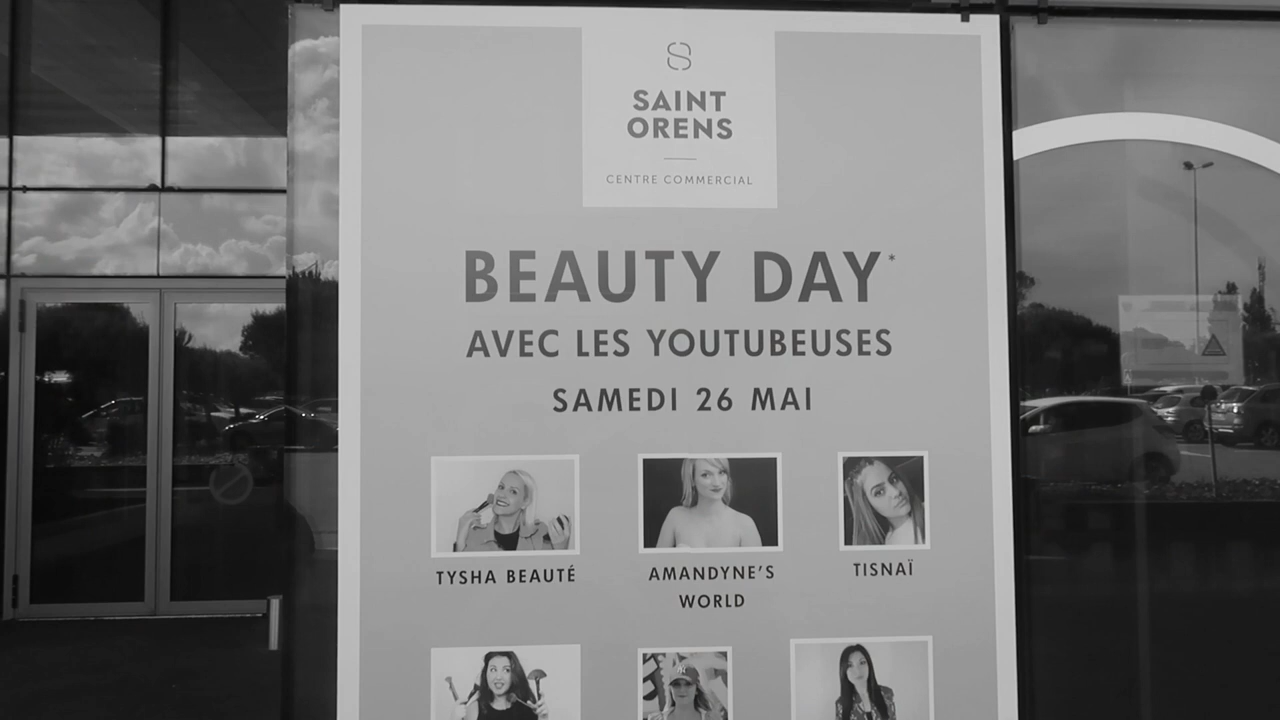 SAINT
ORENS
CENTRE COMMERCIAL
BEAUTY DAY*
AVEC LES YOUTUBEUSES
SAMEDI 26 MAI
TYSHA BEAUTÉ
AMANDYNE'S
WORLD
TISNAÏ